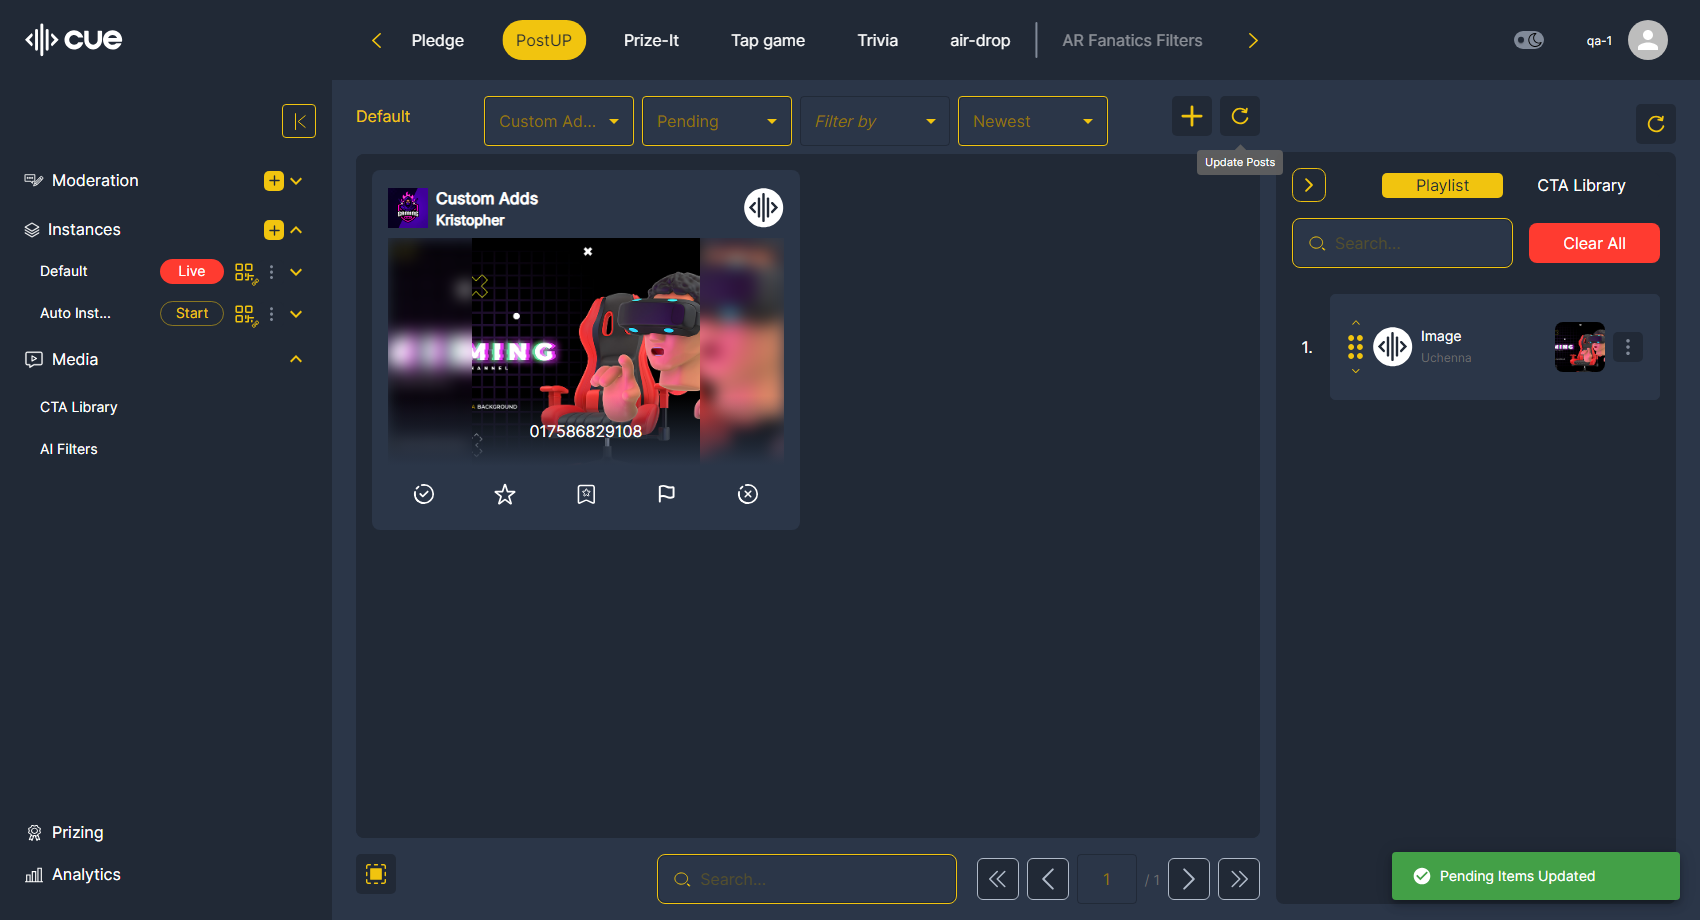 cue
Pledge
PostUP
Prize-It
Tap game
Trivia
air-drop
AR Fanatics Filters
qa-1
Default
Custom Ad...
Pending
Filter by
Newest
Update Posts
Moderation
Instances
Default
Live
Auto Inst...
Start
Media
CTA Library
AI Filters
Prizing
Analytics
GAMING
Custom Adds
Kristopher
MING
HANNEL
A BACKGROUND
017586829108
Search...
1
/ 1
Playlist
CTA Library
Search...
Clear All
1.
Image
Uchenna
Pending Items Updated